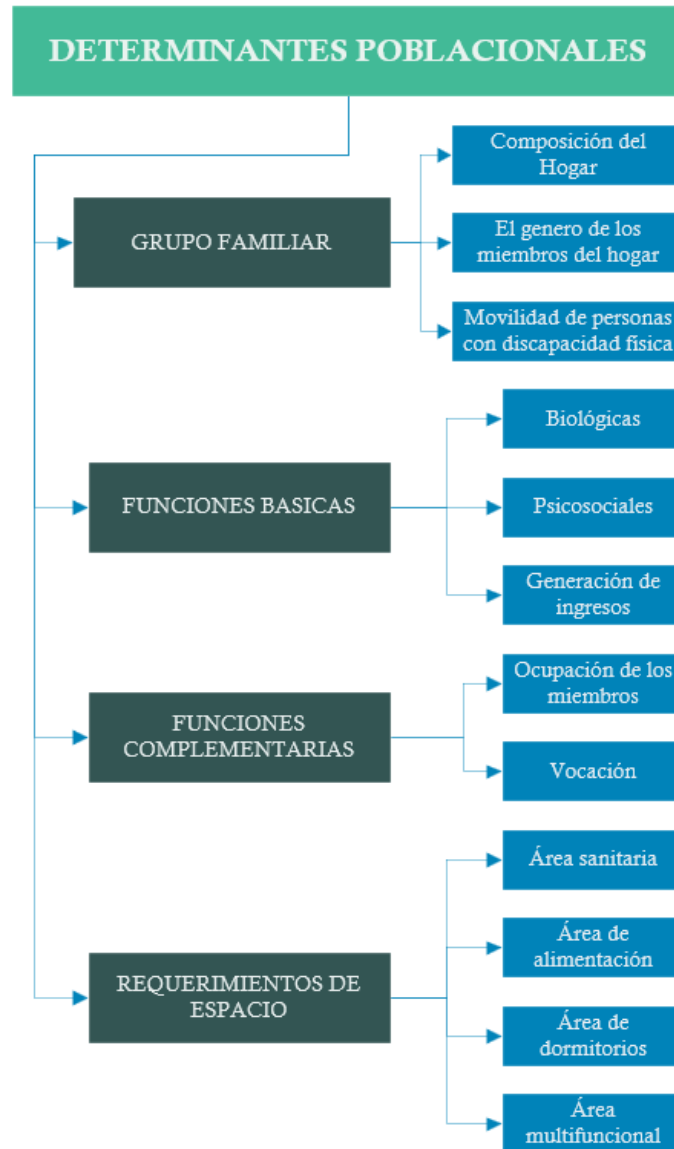 DETERMINANTES POBLACIONALES
GRUPO FAMILIAR
Composición del
Hogar
El genero de los
miembros del hogar
Movilidad de personas
con discapacidad física
FUNCIONES BASICAS
Biológicas
Psicosociales
Generación de
ingresos
FUNCIONES
COMPLEMENTARIAS
Ocupación de los
miembros
Vocación
REQUERIMIENTOS DE
ESPACIO
Área sanitaria
Área de
alimentación
Área de
dormitorios
Área
multifuncional